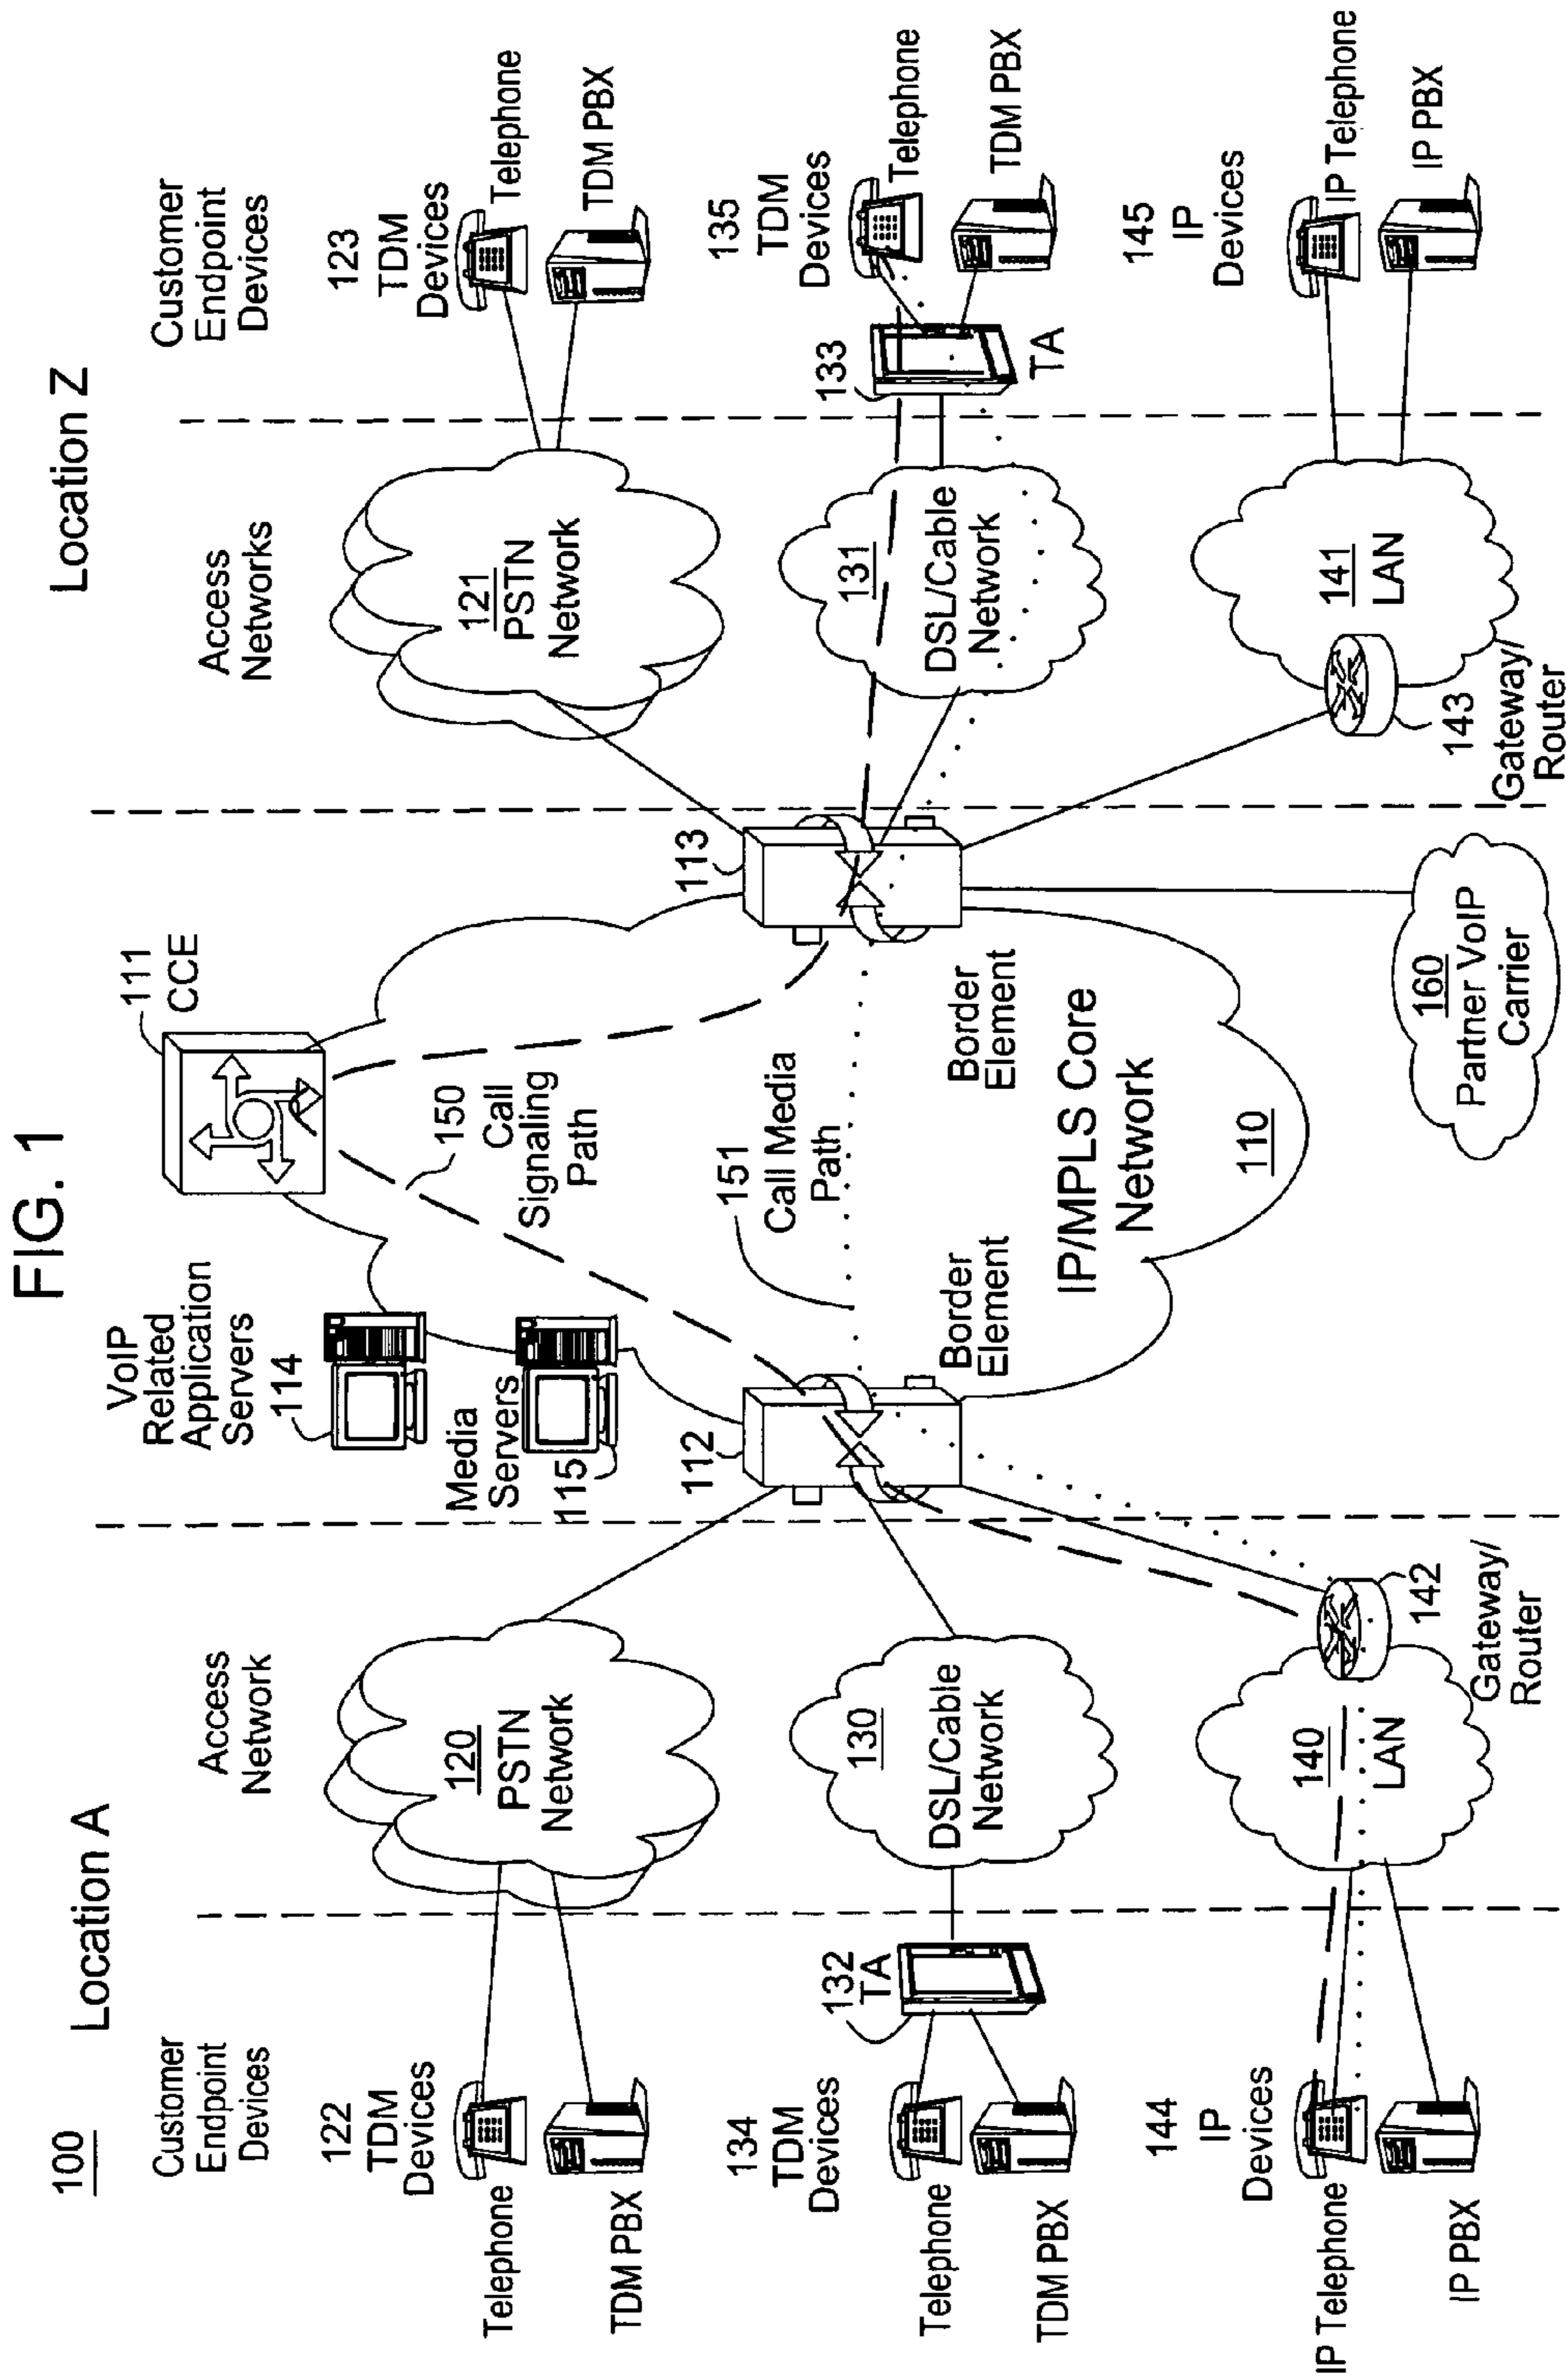 FIG. 1
100
Location A
Location Z
Customer
Endpoint
Devices
Access
Network
VoIP
Related
Application
Servers
114
111
CCE
Access
Networks
Customer
Endpoint
Devices
122
TDM
Devices
Telephone
TDM PBX
120
PSTN
Network
Media
Servers
115
150
Call
Signaling
Path
121
PSTN
Network
123
TDM
Devices
Telephone
TDM PBX
134
TDM
Devices
Telephone
TDM PBX
132
TA
130
DSL/Cable
Network
112
Border
Element
151
Call Media
Path
113
Border
Element
131
DSL/Cable
Network
133
TA
135
TDM
Devices
Telephone
TDM PBX
IP/MPLS Core
Network
110
144
IP
Devices
IP Telephone
IP PBX
140
LAN
142
Gateway/
Router
160
Partner VoIP
Carrier
143
Gateway/
Router
141
LAN
145
IP
Devices
IP Telephone
IP PBX